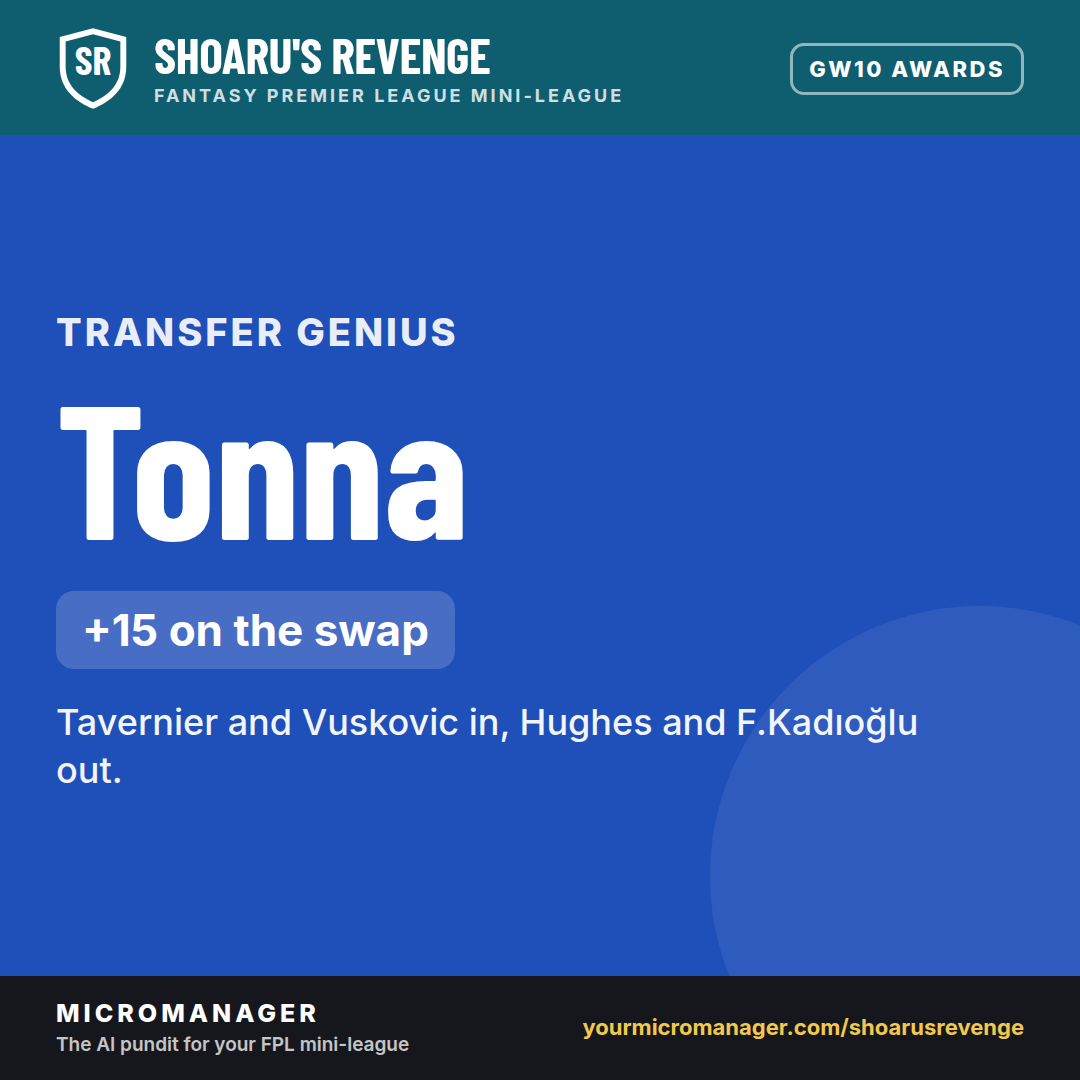 SR
SHOARU'S REVENGE
FANTASY PREMIER LEAGUE MINI-LEAGUE
GW10 AWARDS
TRANSFER GENIUS
Tonna
+15 on the swap
Tavernier and Vuskovic in, Hughes and F.Kadıoğlu
out.
MICROMANAGER
The AI pundit for your FPL mini-league
yourmicromanager.com/shoarusrevenge